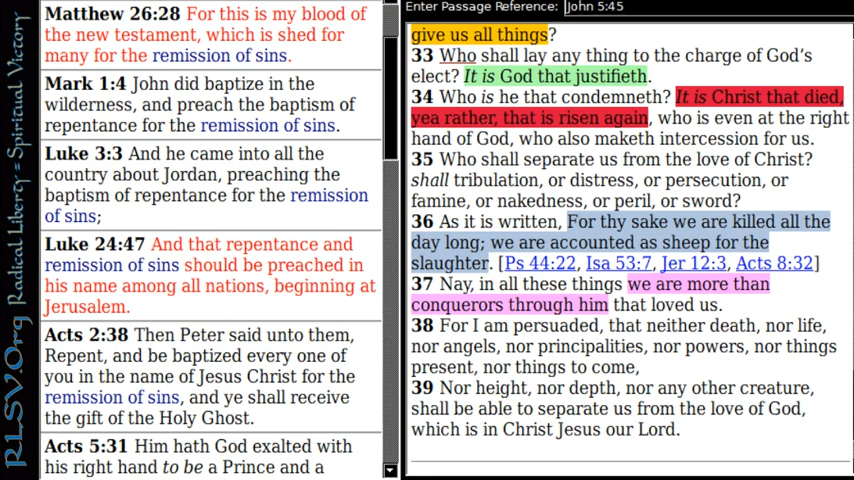 RLSV.Org Radical Liberty = Spiritual Victory
Matthew 26:28 For this is my blood of
the new testament, which is shed for
many for the remission of sins.
Mark 1:4 John did baptize in the
wilderness, and preach the baptism of
repentance for the remission of sins.
Luke 3:3 And he came into all the
country about Jordan, preaching the
baptism of repentance for the remission
of sins;
Luke 24:47 And that repentance and
remission of sins should be preached in
his name among all nations, beginning at
Jerusalem.
Acts 2:38 Then Peter said unto them,
Repent, and be baptized every one of
you in the name of Jesus Christ for the
remission of sins, and ye shall receive
the gift of the Holy Ghost.
Acts 5:31 Him hath God exalted with
his right hand to be a Prince and a
Enter Passage Reference: John 5:45
give us all things?
33 Who shall lay any thing to the charge of God's
elect? It is God that justifieth.
34 Who is he that condemneth? It is Christ that died,
yea rather, that is risen again, who is even at the right
hand of God, who also maketh intercession for us.
35 Who shall separate us from the love of Christ?
shall tribulation, or distress, or persecution, or
famine, or nakedness, or peril, or sword?
36 As it is written, For thy sake we are killed all the
day long; we are accounted as sheep for the
slaughter. [Ps 44:22, Isa 53:7, Jer 12:3, Acts 8:32]
37 Nay, in all these things we are more than
conquerors through him that loved us.
38 For I am persuaded, that neither death, nor life,
nor angels, nor principalities, nor powers, nor things
present, nor things to come,
39 Nor height, nor depth, nor any other creature,
shall be able to separate us from the love of God,
which is in Christ Jesus our Lord.